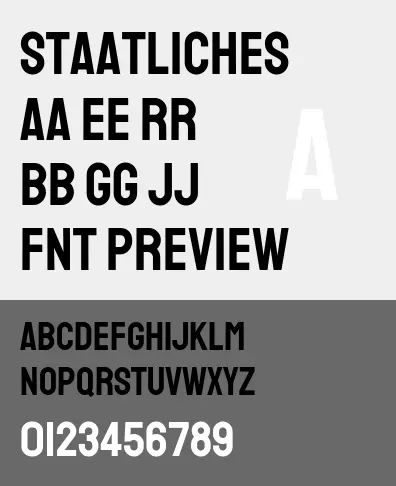 STAATLICHES
AA EE RR
A
BB GG JJ
FNT PREVIEW
ABCDEFGHIJKLM
NOPQRSTUVWXYZ
0123456789